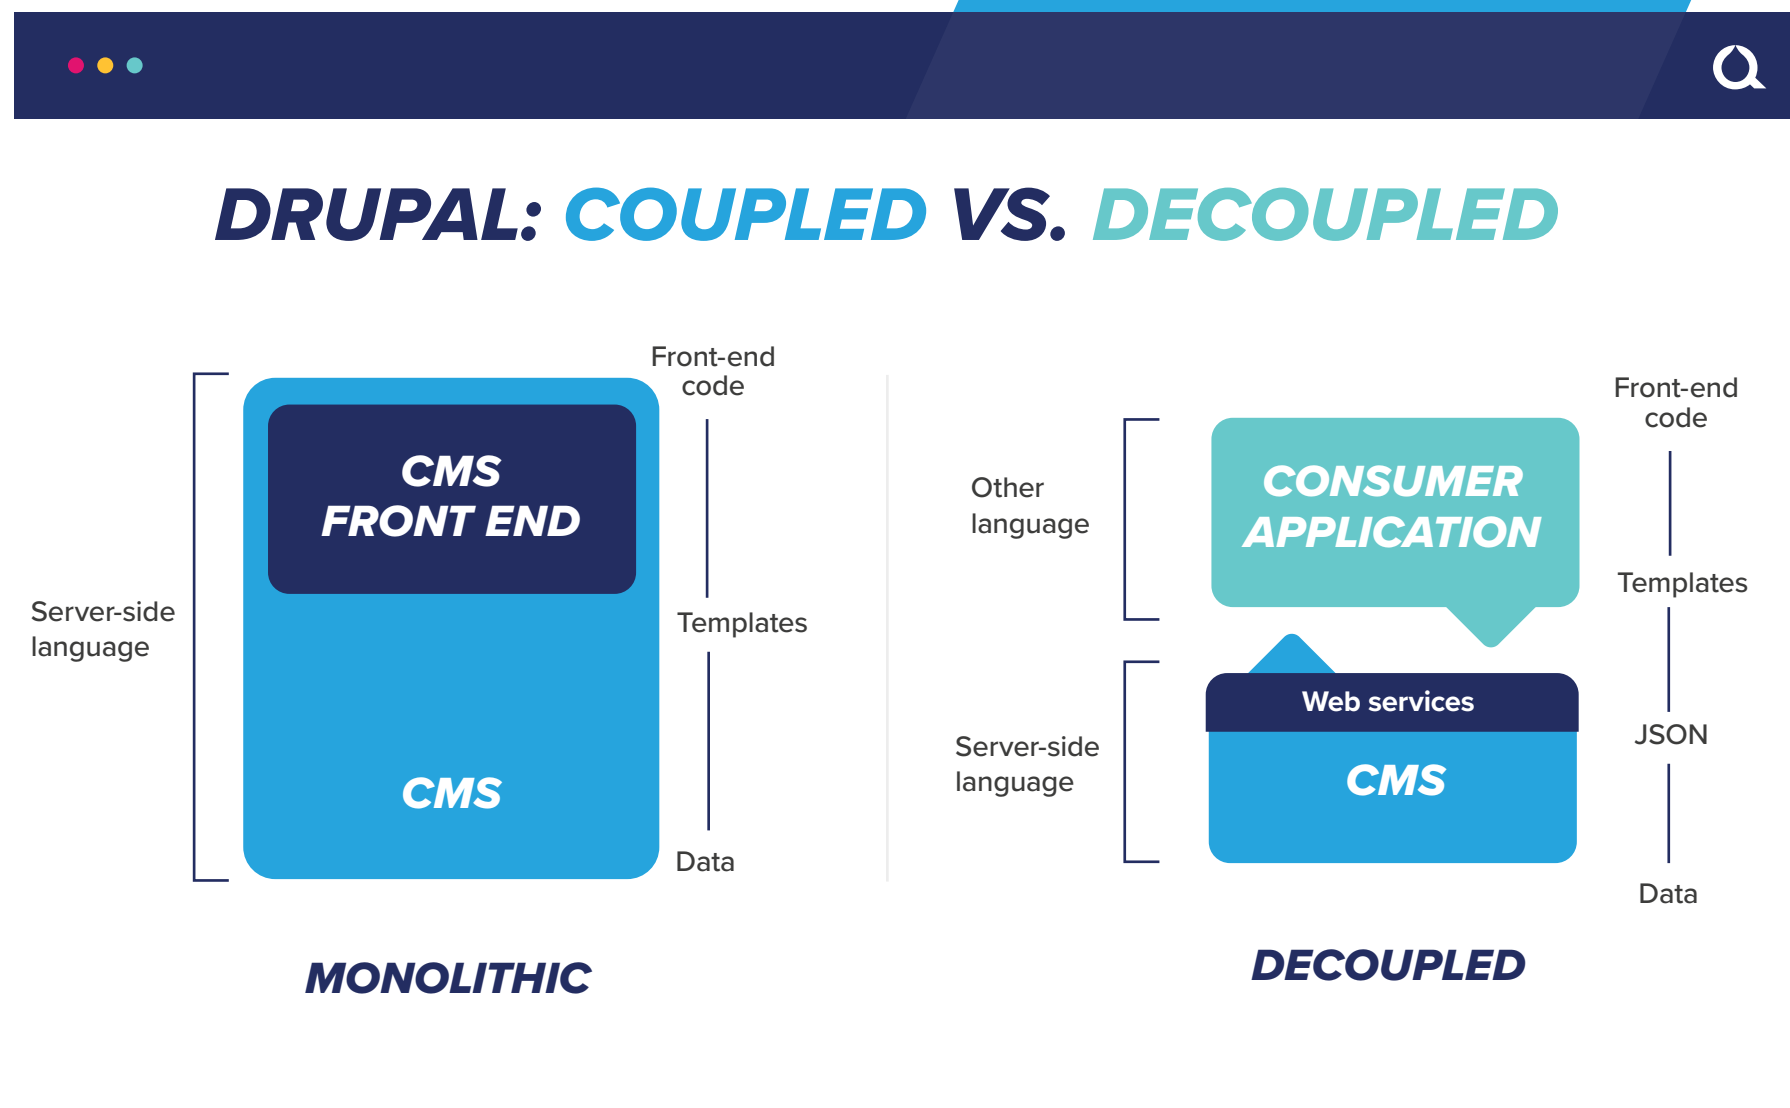 DRUPAL: COUPLED VS. DECOUPLED
Server-side
language
CMS
FRONT END
CMS
Front-end
code
Templates
Data
MONOLITHIC
Other
language
Server-side
language
CONSUMER
APPLICATION
Web services
CMS
Front-end
code
Templates
JSON
Data
DECOUPLED